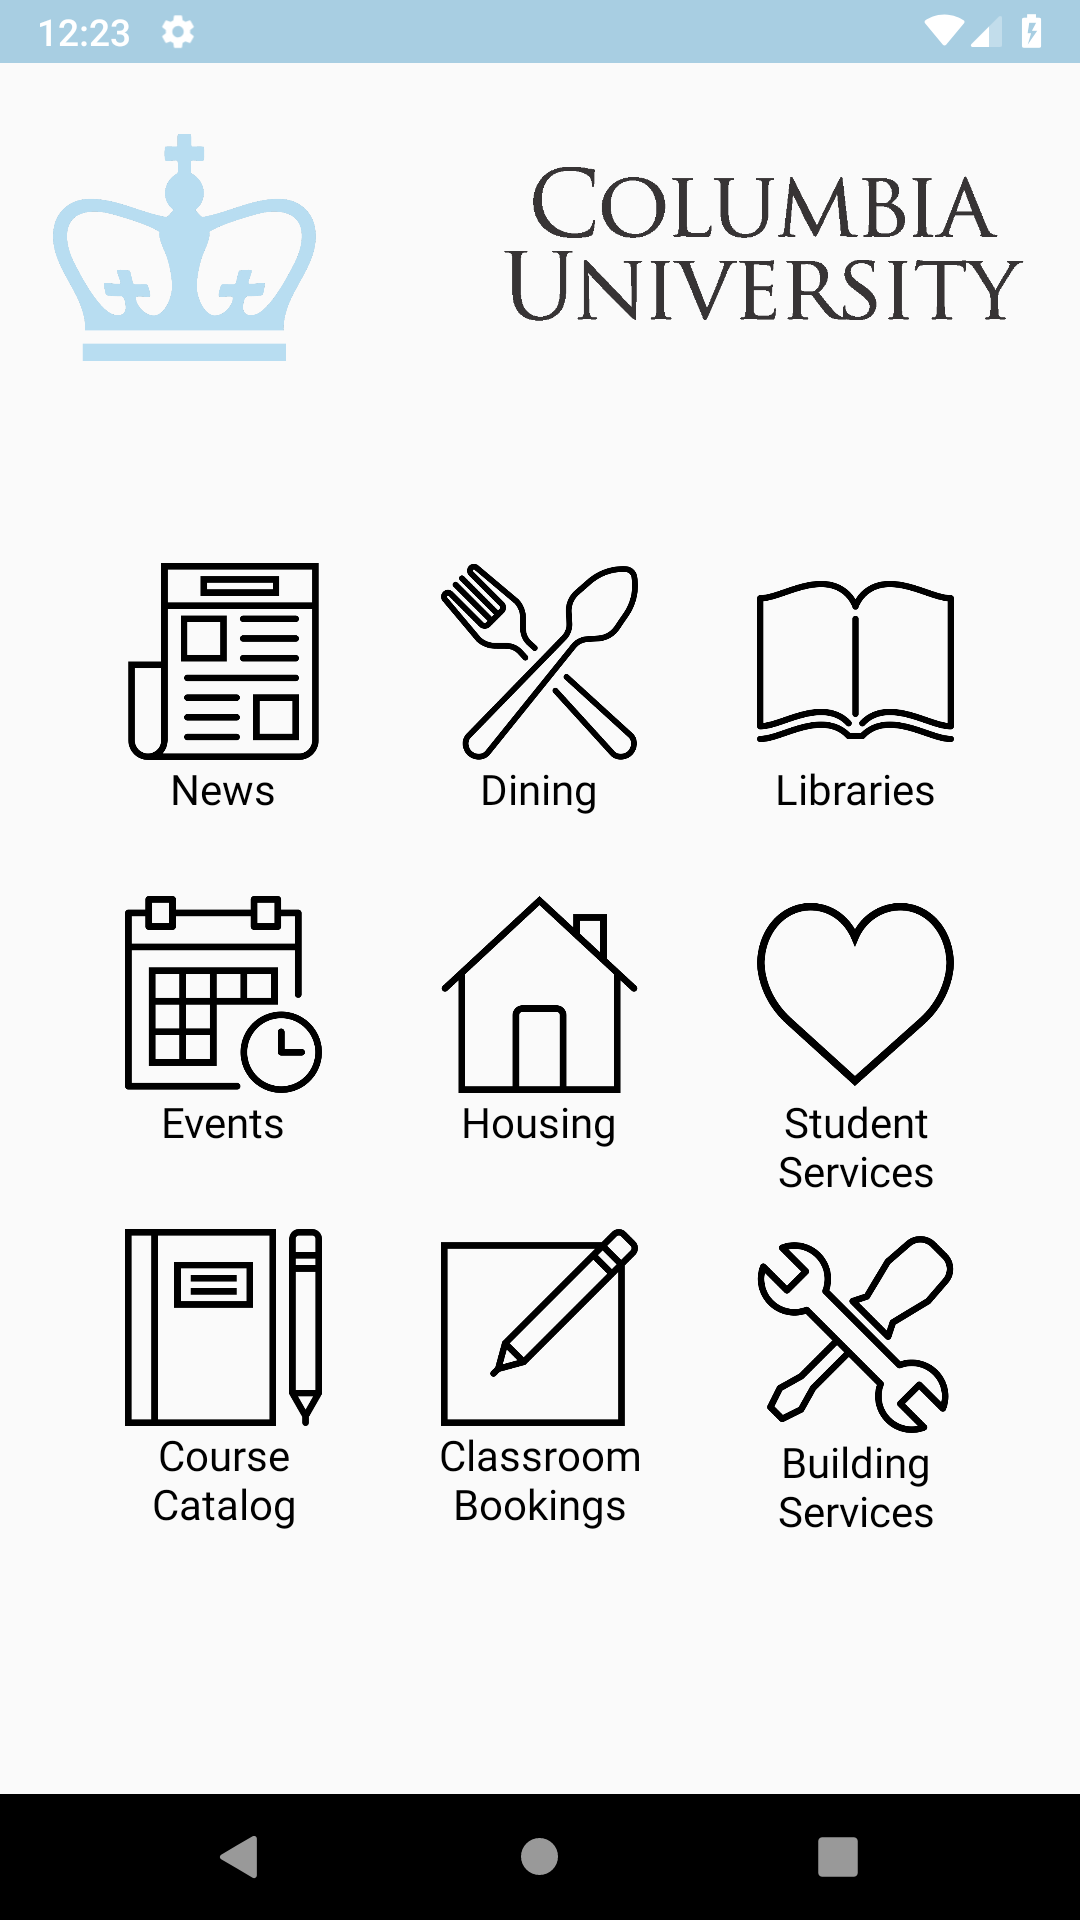 12:23
COLUMBIA
UNIVERSITY
News
Dining
Libraries
Events
Housing
Student
Services
Course
Catalog
Classroom
Bookings
Building
Services